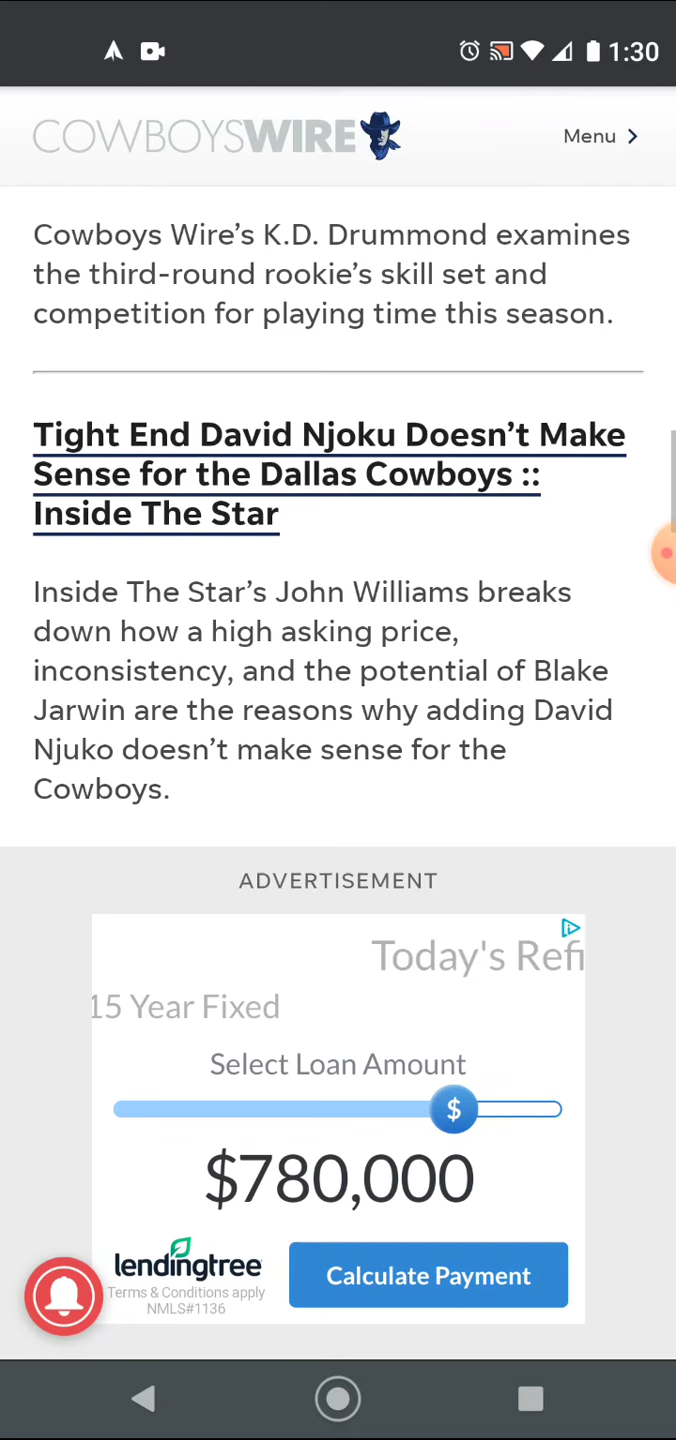 1:30
COWBOYSWIRE
Menu
Cowboys Wire’s K.D. Drummond examines
the third-round rookie’s skill set and
competition for playing time this season.
Tight End David Njoku Doesn’t Make
Sense for the Dallas Cowboys ::
Inside The Star
Inside The Star’s John Williams breaks
down how a high asking price,
inconsistency, and the potential of Blake
Jarwin are the reasons why adding David
Njuko doesn’t make sense for the
Cowboys.
ADVERTISEMENT
Today's Refi
15 Year Fixed
Select Loan Amount
$
$780,000
lendingtree
Calculate Payment
Terms & Conditions apply
NMLS#1136